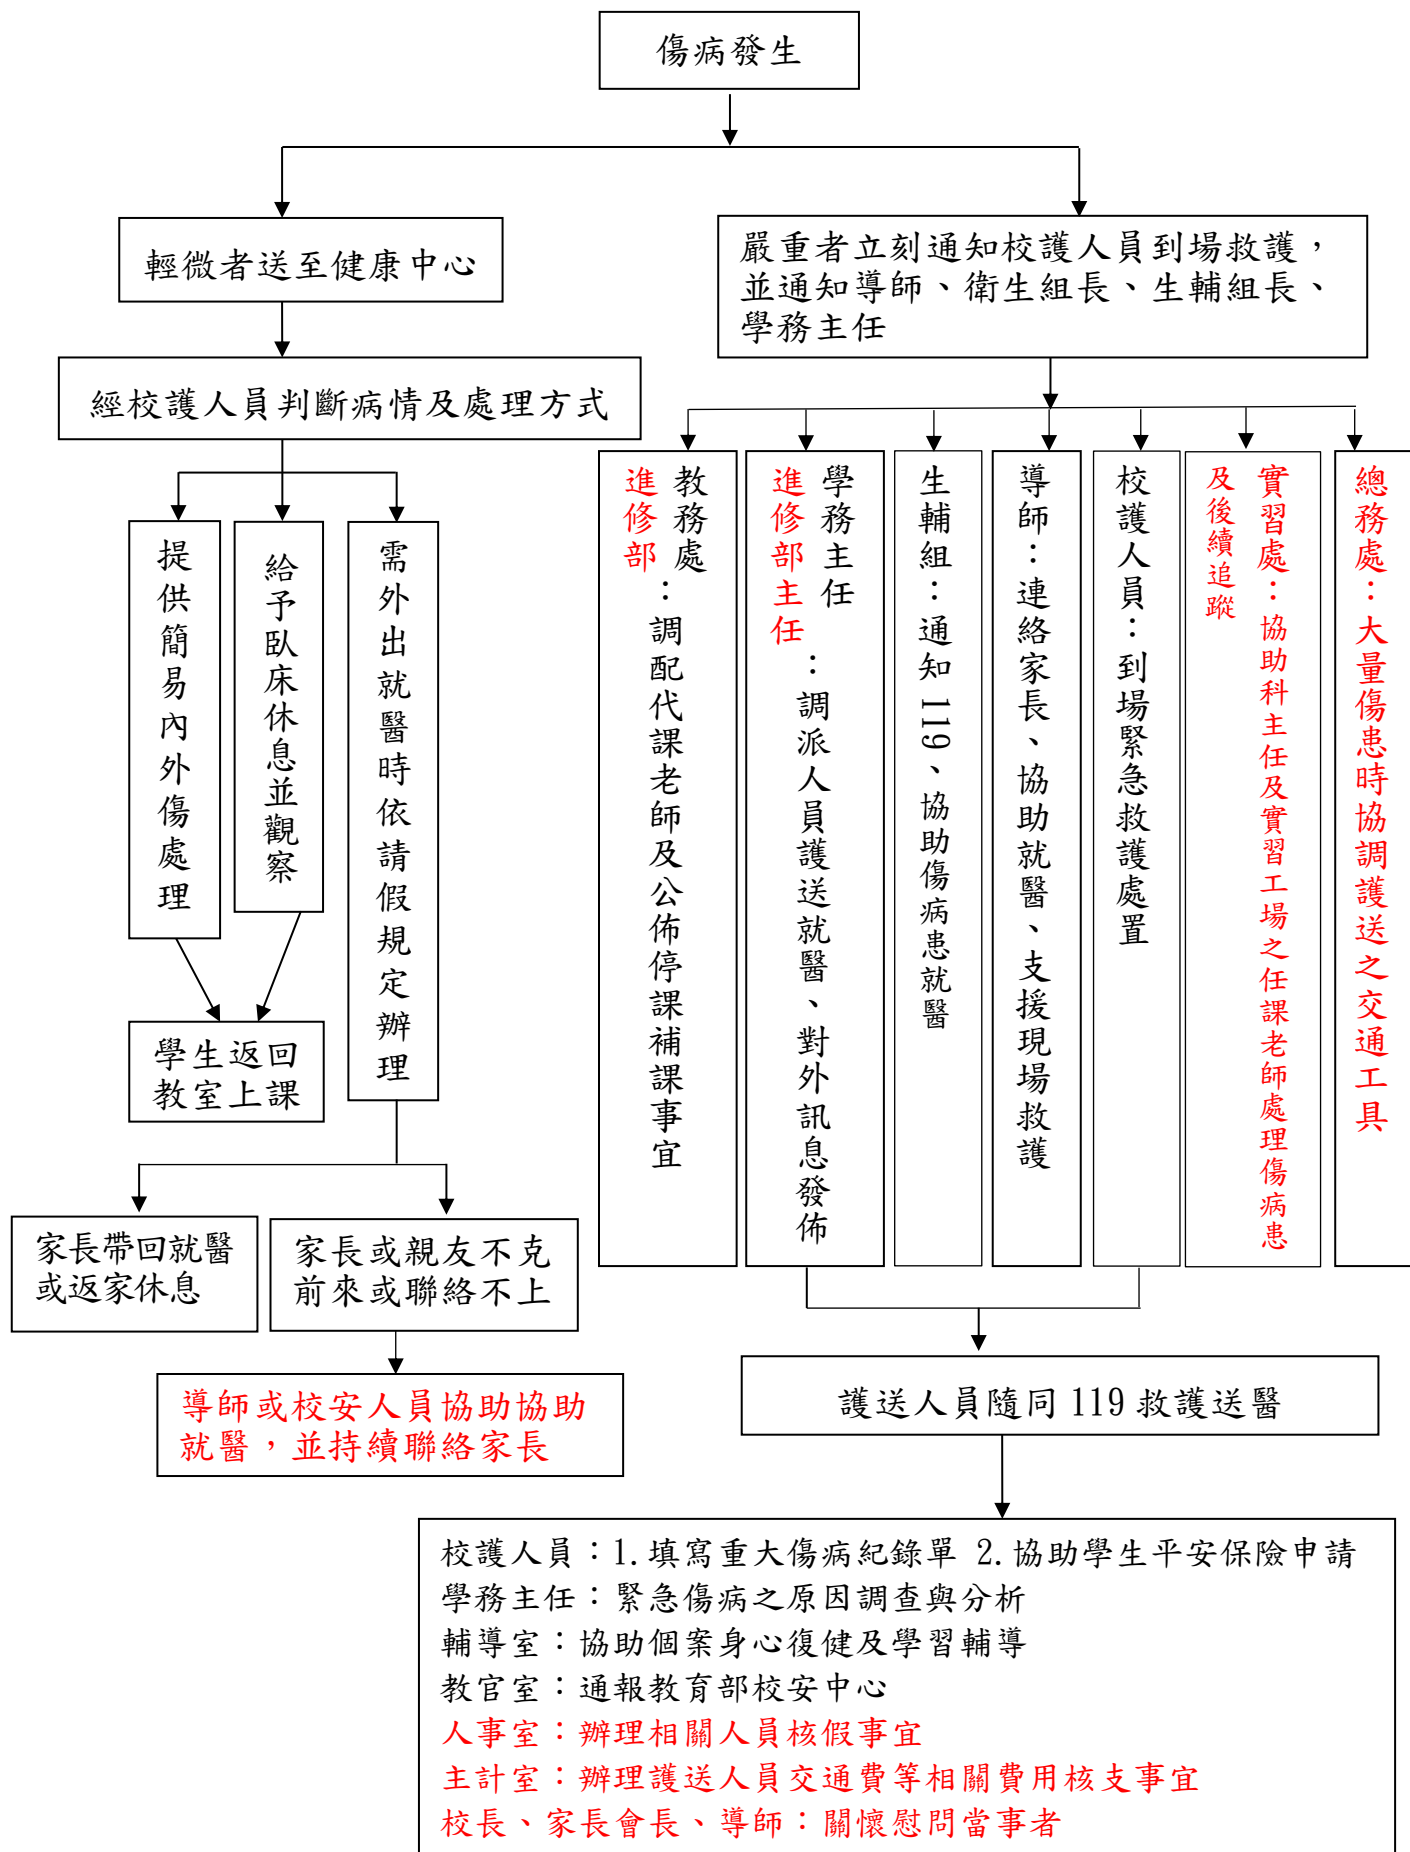 傷病發生
輕微者送至健康中心
嚴重者立刻通知校護人員到場救護，
並通知導師、衛生組長、生輔組長、
學務主任
經校護人員判斷病情及處理方式
提供簡易內外傷處理
給予臥床休息並觀察
需外出就醫時依請假規定辦理
學生返回
教室上課
家長帶回就醫
或返家休息
家長或親友不克
前來或聯絡不上
導師或校安人員協助協助
就醫，並持續聯絡家長
教務處
進修部
：調配代課老師及公佈停課補課事宜
學務主任
進修部主任
：調派人員護送就醫、對外訊息發佈
生輔組：通知 119、協助傷病患就醫
導師：連絡家長、協助就醫、支援現場救護
校護人員：到場緊急救護處置
實習處：協助科主任及實習工場之任課老師處理傷病患
及後續追蹤
總務處：大量傷患時協調護送之交通工具
護送人員隨同 119 救護送醫
校護人員：1.填寫重大傷病紀錄單 2.協助學生平安保險申請
學務主任：緊急傷病之原因調查與分析
輔導室：協助個案身心復健及學習輔導
教官室：通報教育部校安中心
人事室：辦理相關人員核假事宜
主計室：辦理護送人員交通費等相關費用核支事宜
校長、家長會長、導師：關懷慰問當事者